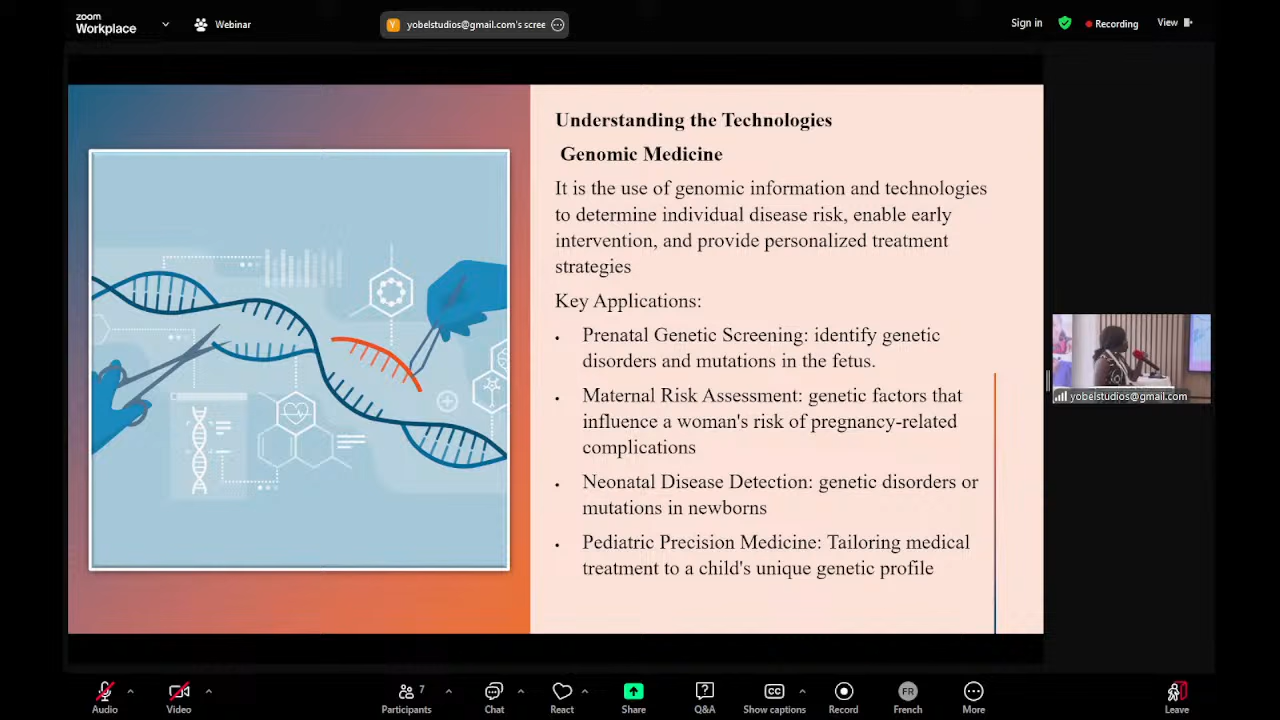 zoom
Workplace
Webinar
Y
yobelstudios@gmail.com's scree
Sign in
Recording
View
Understanding the Technologies
Genomic Medicine
It is the use of genomic information and technologies
to determine individual disease risk, enable early
intervention, and provide personalized treatment
strategies
Key Applications:
• Prenatal Genetic Screening: identify genetic
disorders and mutations in the fetus.
• Maternal Risk Assessment: genetic factors that
influence a woman's risk of pregnancy-related
complications
• Neonatal Disease Detection: genetic disorders or
mutations in newborns
• Pediatric Precision Medicine: Tailoring medical
treatment to a child's unique genetic profile
yobelstudios@gmail.com
Audio
Video
7
Participants
Chat
React
Share
Q&A
CC
Show captions
Record
FR
French
More
Leave